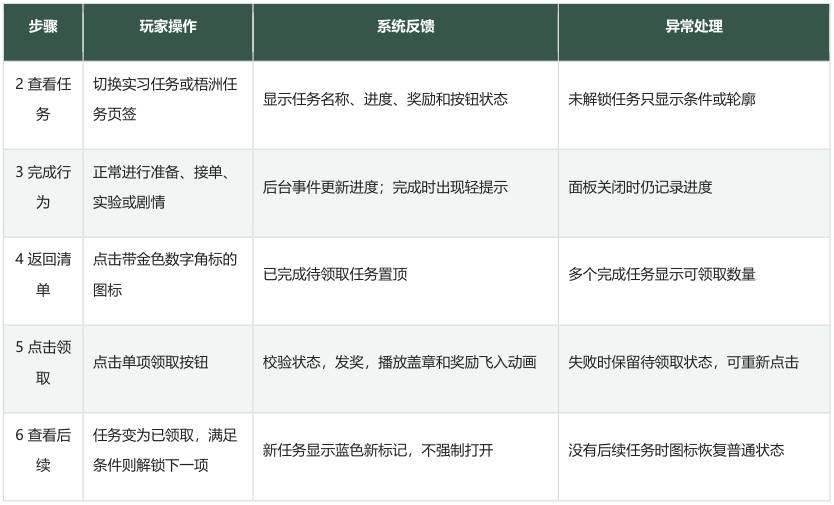 步骤 玩家操作 系统反馈 异常处理
2 查看任 切换实习任务或梧洲任 显示任务名称、进度、奖励和按钮状态 未解锁任务只显示条件或轮廓
务 务页签
3 完成行 正常进行准备、接单、 后台事件更新进度；完成时出现轻提示 面板关闭时仍记录进度
为 实验或剧情
4 返回清 点击带金色数字角标的 已完成待领取任务置顶 多个完成任务显示可领取数量
单 图标
5 点击领 点击单项领取按钮 校验状态，发奖，播放盖章和奖励飞入动画 失败时保留待领取状态，可重新点击
取
6 查看后 任务变为已领取，满足 新任务显示蓝色新标记，不强制打开 没有后续任务时图标恢复普通状态
续 条件则解锁下一项